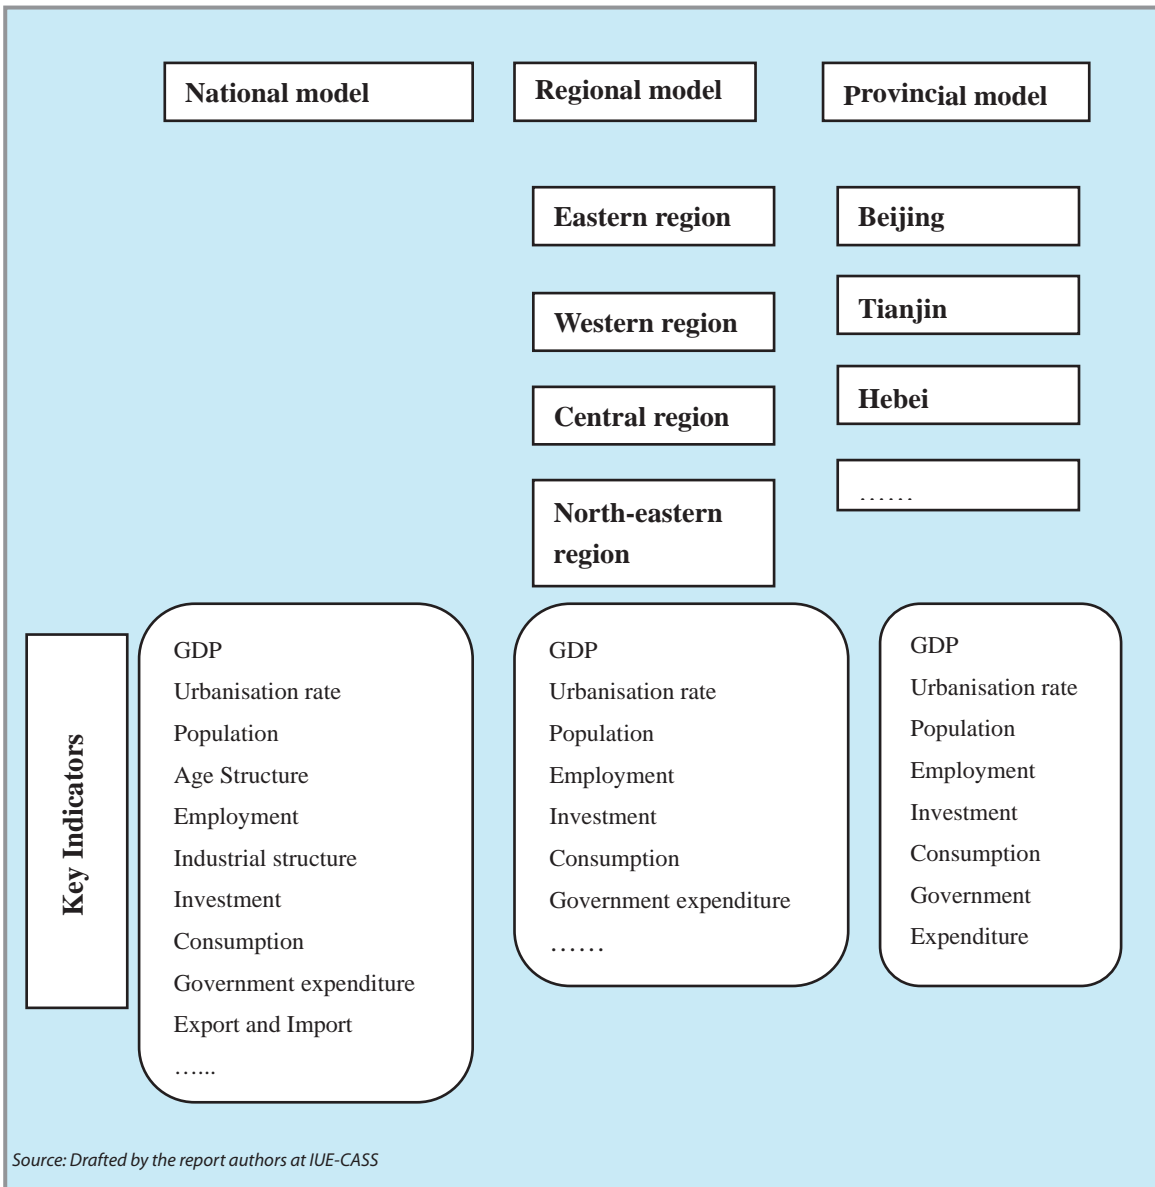 National model
Regional model
Provincial model
Eastern region
Western region
Central region
North-eastern
region
Beijing
Tianjin
Hebei
……
Key Indicators
GDP
Urbanisation rate
Population
Age Structure
Employment
Industrial structure
Investment
Consumption
Government expenditure
Export and Import
…...
GDP
Urbanisation rate
Population
Employment
Investment
Consumption
Government expenditure
……
GDP
Urbanisation rate
Population
Employment
Investment
Consumption
Government
Expenditure
Source: Drafted by the report authors at IUE-CASS